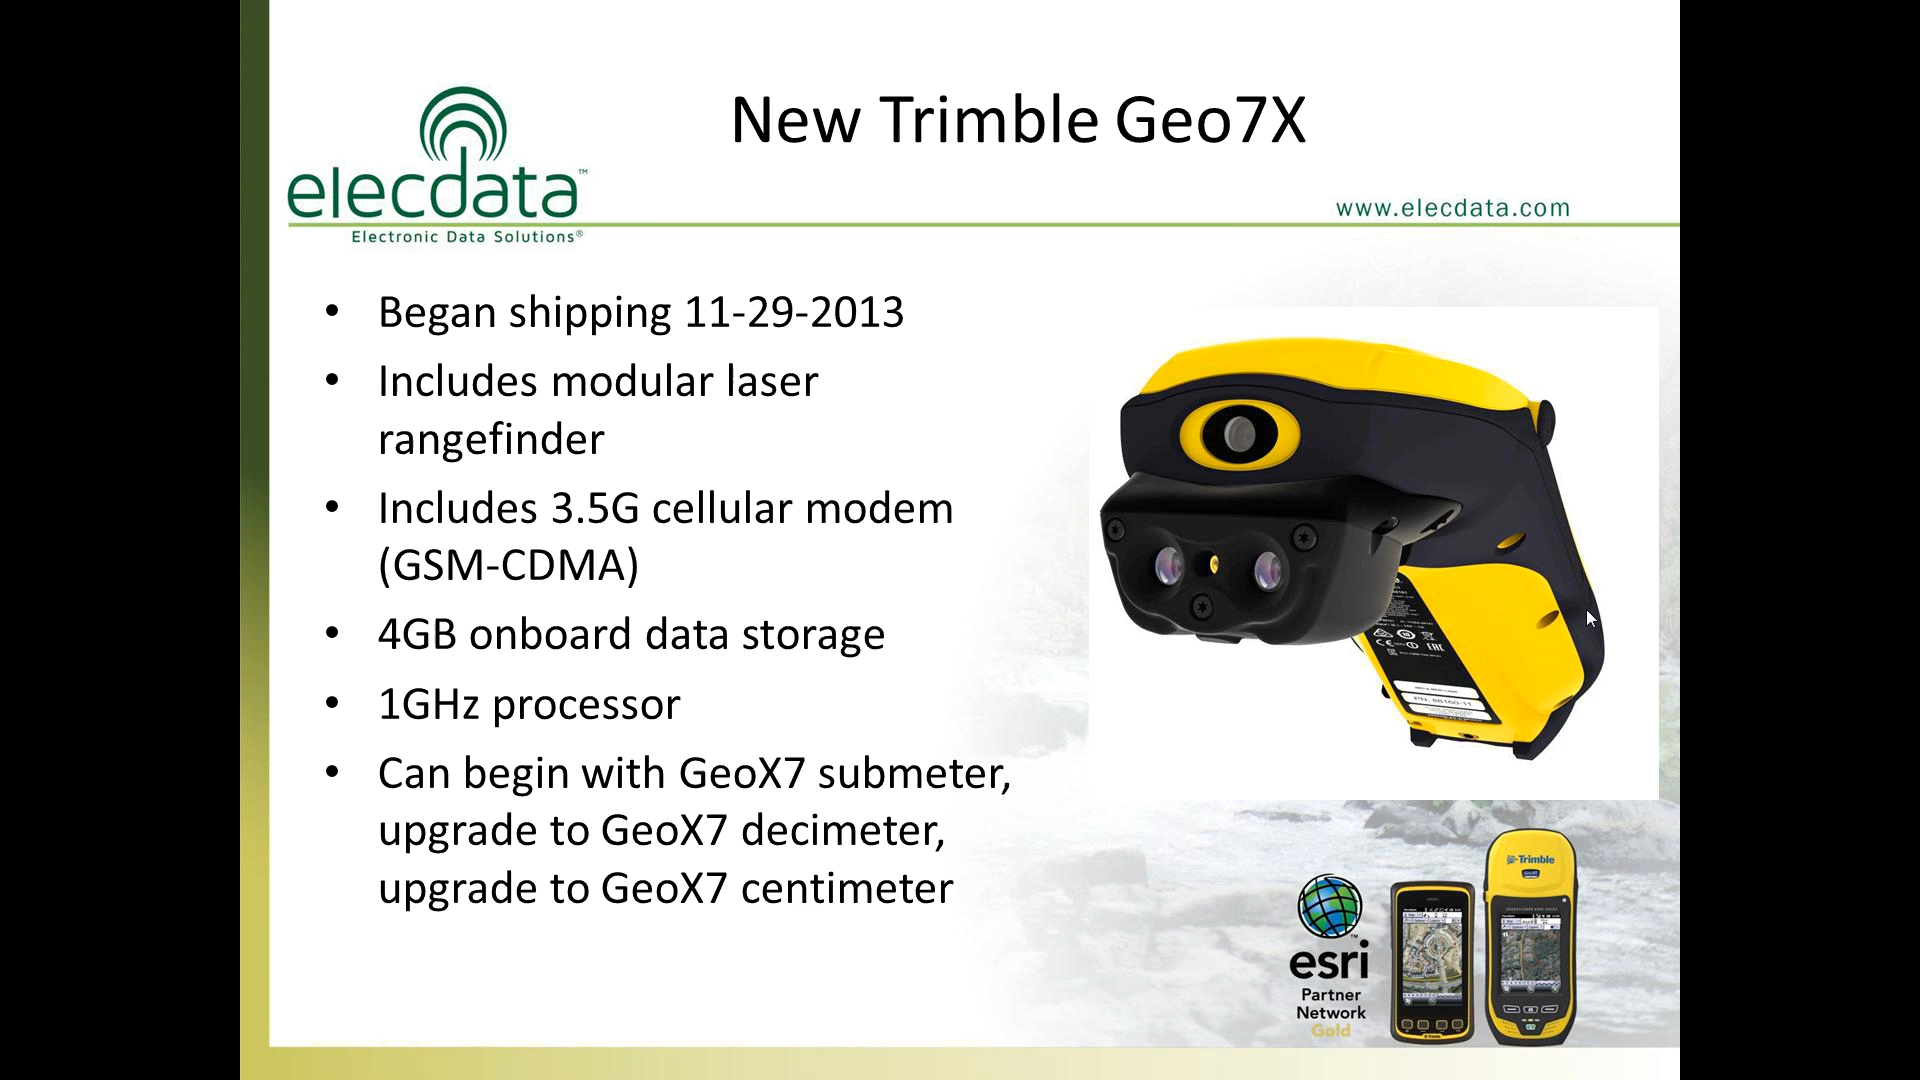 New Trimble Geo7X
elecdata™
www.elecdata.com
Electronic Data Solutions®
• Began shipping 11-29-2013
• Includes modular laser
rangefinder
• Includes 3.5G cellular modem
(GSM-CDMA)
• 4GB onboard data storage
• 1GHz processor
• Can begin with GeoX7 submeter,
upgrade to GeoX7 decimeter,
upgrade to GeoX7 centimeter
esri
Partner
Network
Gold
Trimble